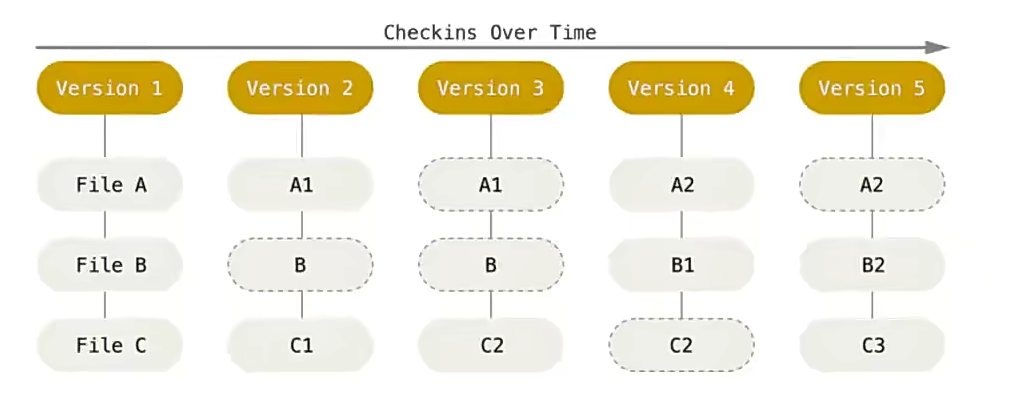 Checkins Over Time
Version 1 Version 2 Version 3 Version 4 Version 5
File A A1 A1 A2 A2
File B B B B1 B2
File C C1 C2 C2 C3